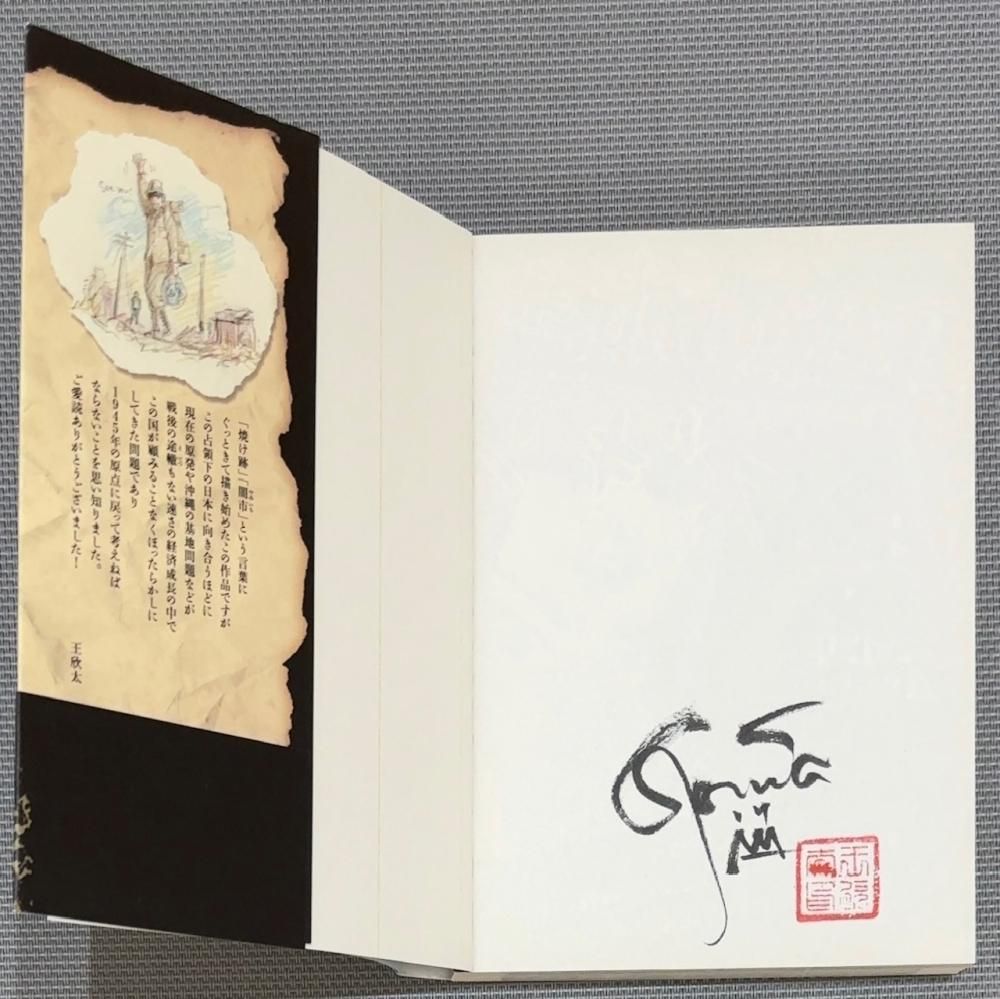 See you
「焼け跡」「闇市」という言葉に
ぐっときて描き始めたこの作品ですが
この占領下の日本に向き合うほどに
現在の原発や沖縄の基地問題などが
戦後の途轍もない速さの経済成長の中で
この国が顧みることなくほったらかしに
してきた問題であり
1945年の原点に戻って考えねば
ならないことを思い知りました。
ご愛読ありがとうございました!
王欣太